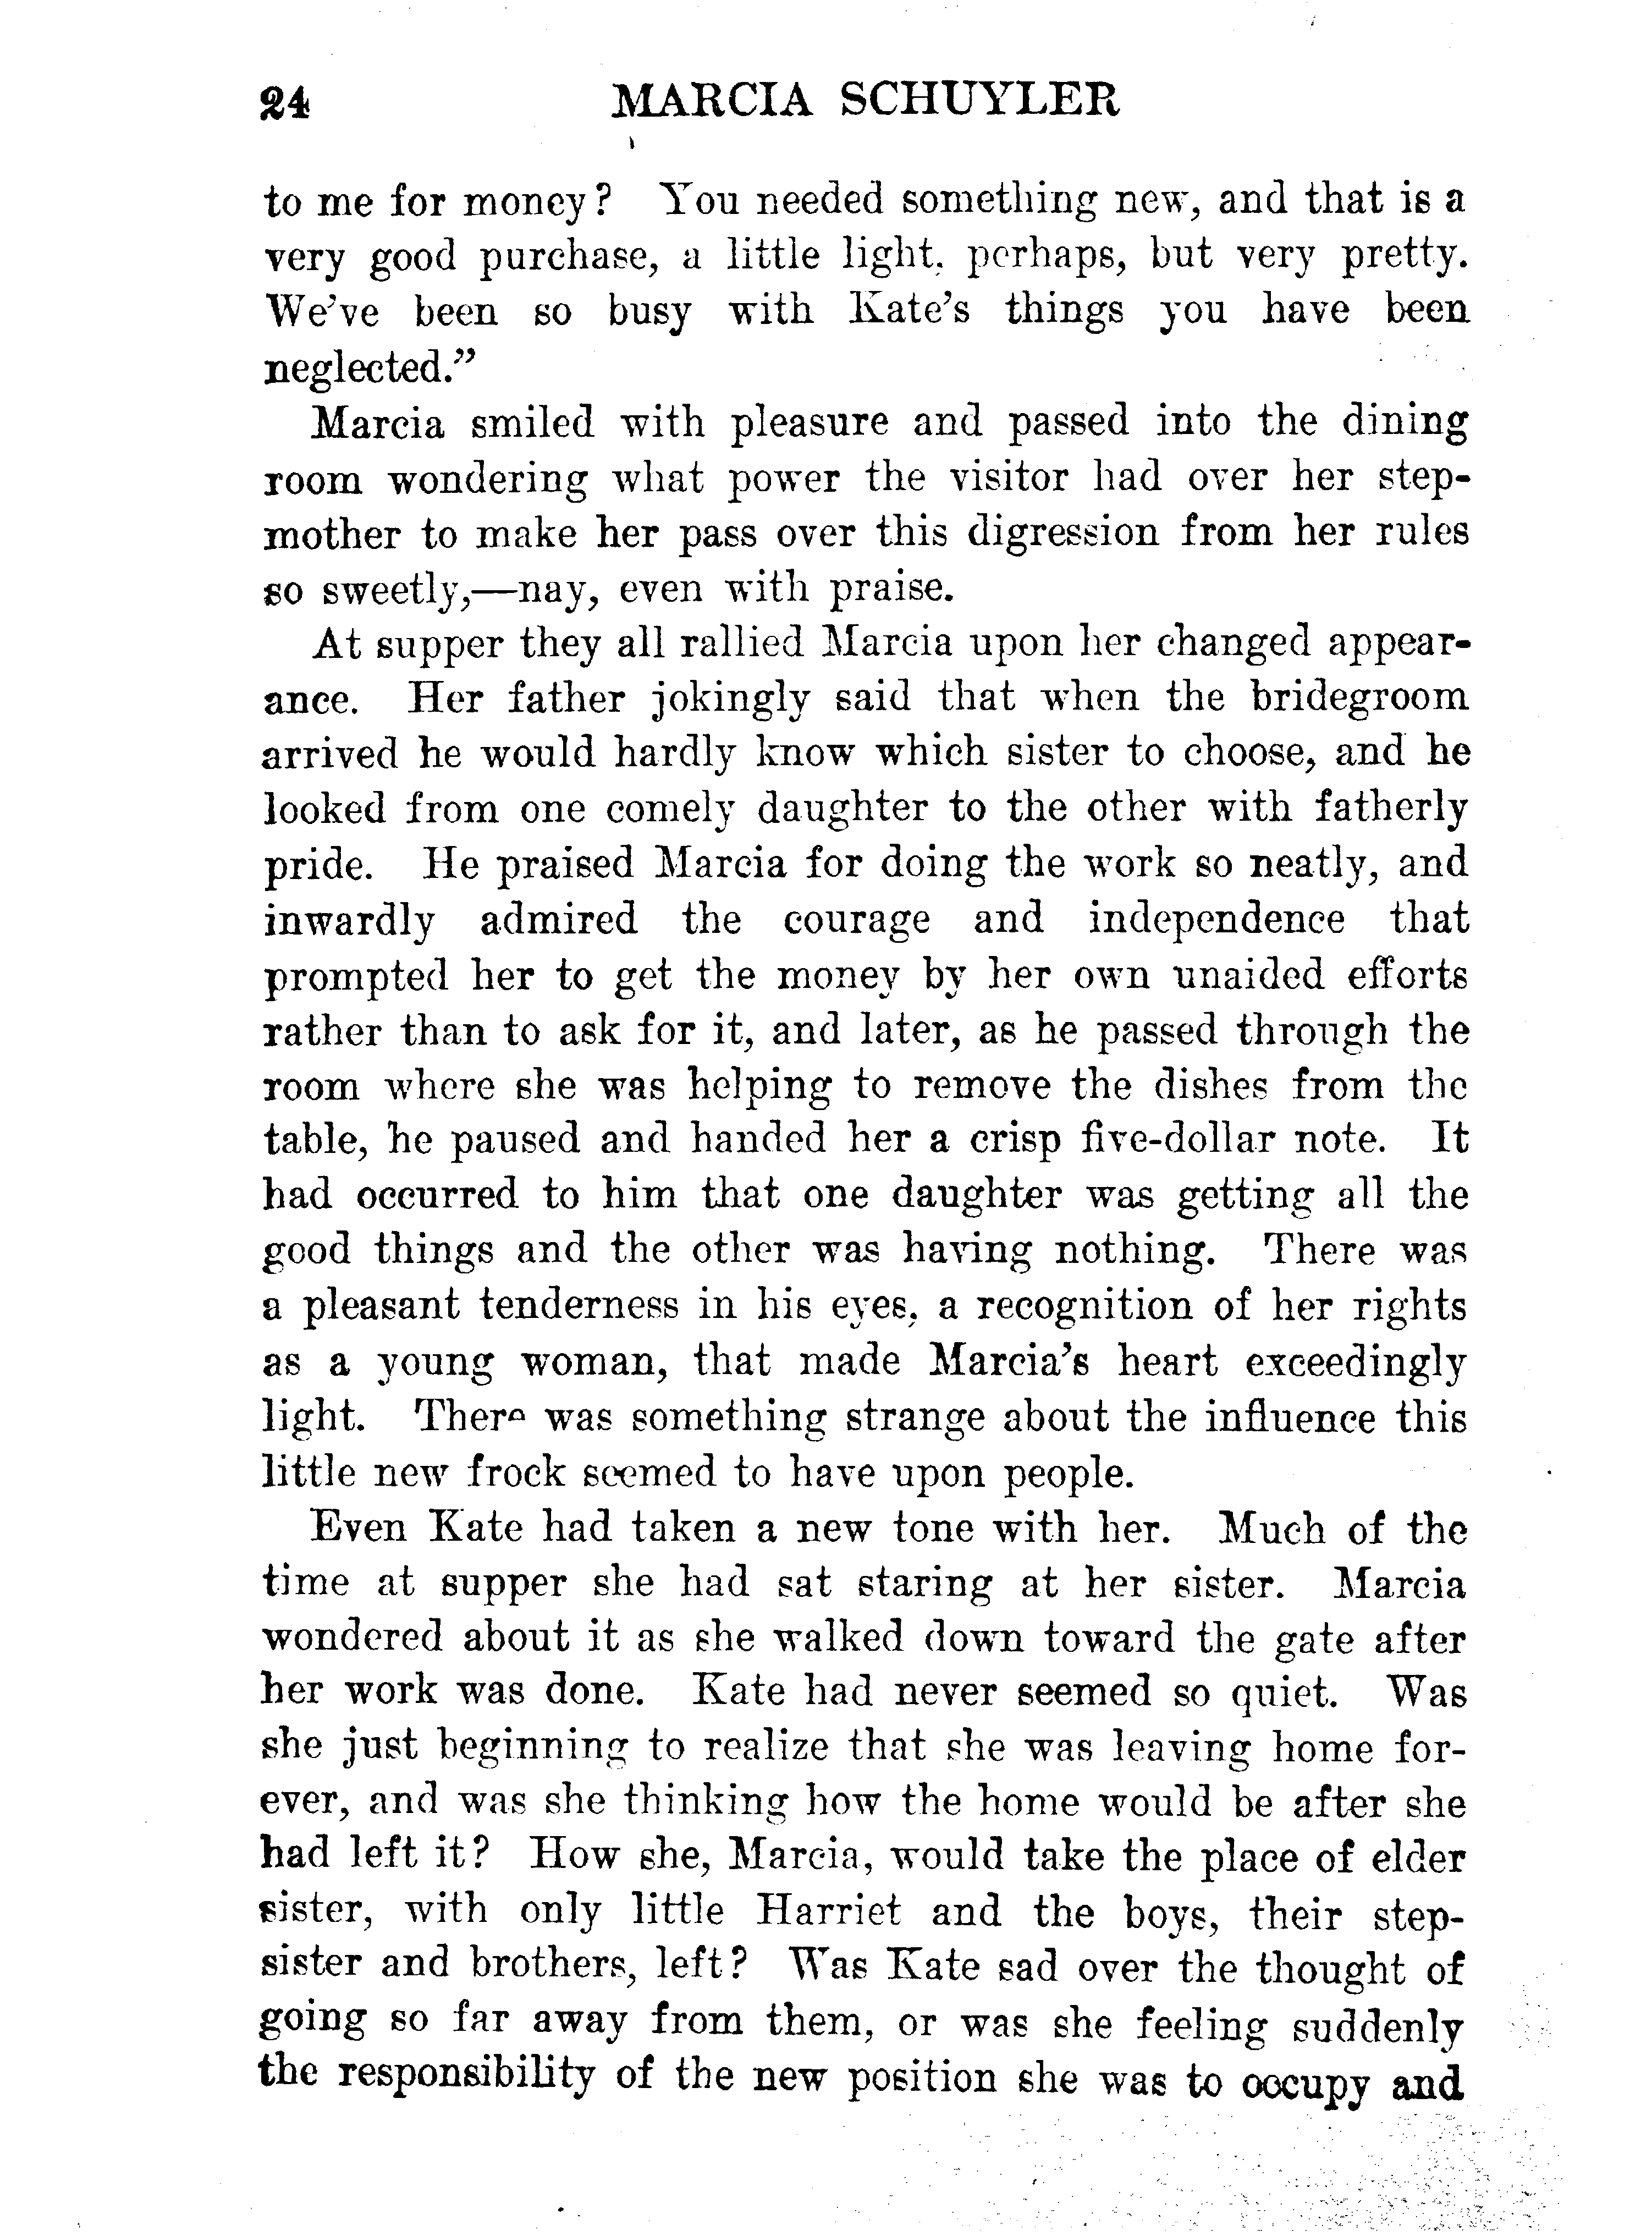 24 MARCIA SCHUYLER
to me for money? You needed something new, and that is a
very good purchase, a little light, perhaps, but very pretty.
We've been so busy with Kate's things you have been
neglected.”
Marcia smiled with pleasure and passed into the dining
room wondering what power the visitor had over her step-
mother to make her pass over this digression from her rules
so sweetly,—nay, even with praise.
At supper they all rallied Marcia upon her changed appear-
ance. Her father jokingly said that when the bridegroom
arrived he would hardly know which sister to choose, and he
looked from one comely daughter to the other with fatherly
pride. He praised Marcia for doing the work so neatly, and
inwardly admired the courage and independence that
prompted her to get the money by her own unaided efforts
rather than to ask for it, and later, as he passed through the
room where she was helping to remove the dishes from the
table, he paused and handed her a crisp five-dollar note. It
had occurred to him that one daughter was getting all the
good things and the other was having nothing. There was
a pleasant tenderness in his eyes, a recognition of her rights
as a young woman, that made Marcia's heart exceedingly
light. There was something strange about the influence this
little new frock seemed to have upon people.
Even Kate had taken a new tone with her. Much of the
time at supper she had sat staring at her sister. Marcia
wondered about it as she walked down toward the gate after
her work was done. Kate had never seemed so quiet. Was
she just beginning to realize that she was leaving home for-
ever, and was she thinking how the home would be after she
had left it? How she, Marcia, would take the place of elder
sister, with only little Harriet and the boys, their step-
sister and brothers, left? Was Kate sad over the thought of
going so far away from them, or was she feeling suddenly
the responsibility of the new position she was to occupy and